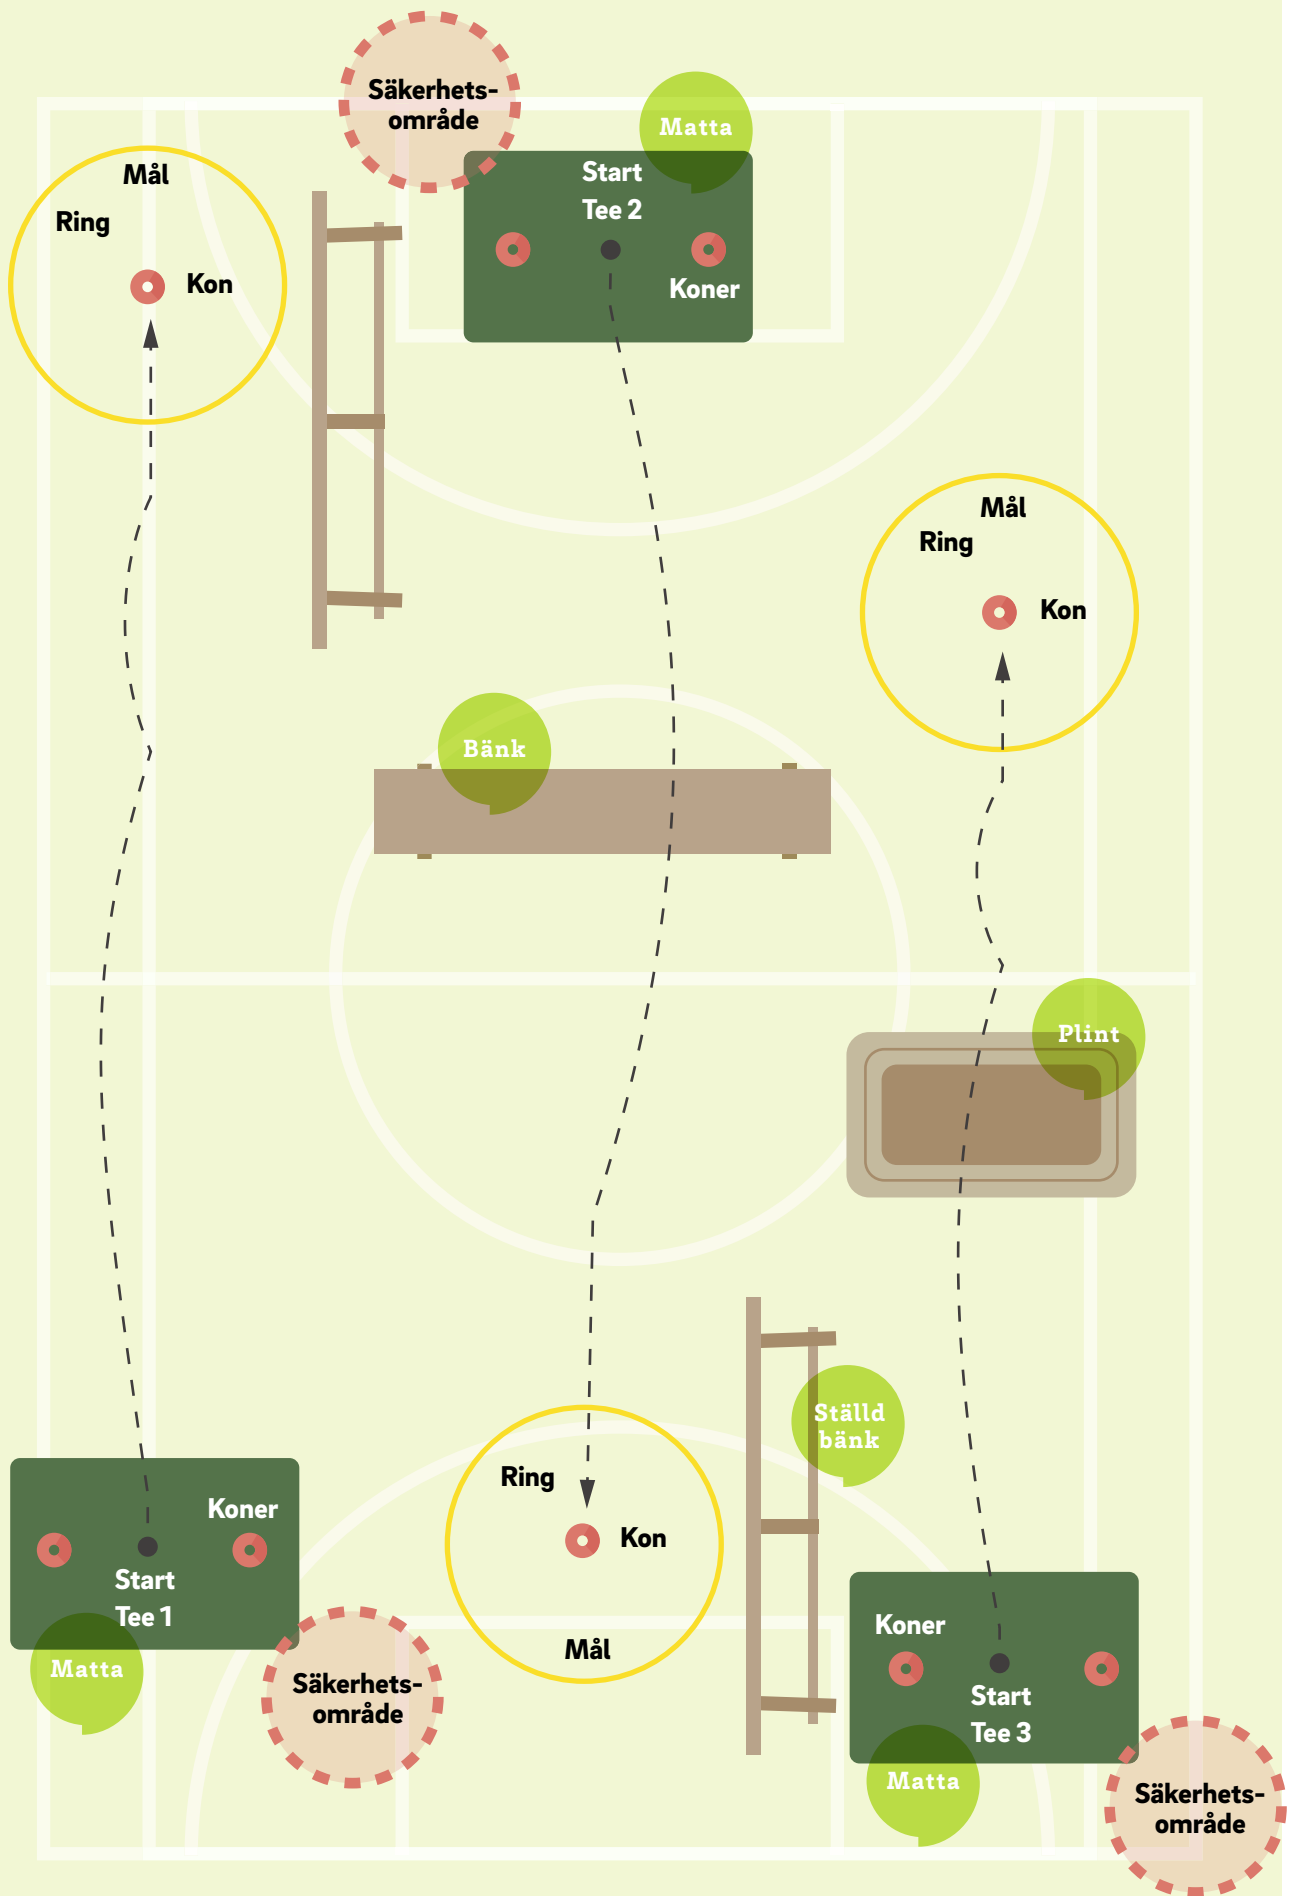 Säkerhets-
område
Matta
Start
Tee 2
Koner
Mål
Ring
Kon
Mål
Ring
Kon
Bänk
Plint
Ställd
bänk
Ring
Kon
Mål
Koner
Start
Tee 1
Matta
Säkerhets-
område
Koner
Start
Tee 3
Matta
Säkerhets-
område